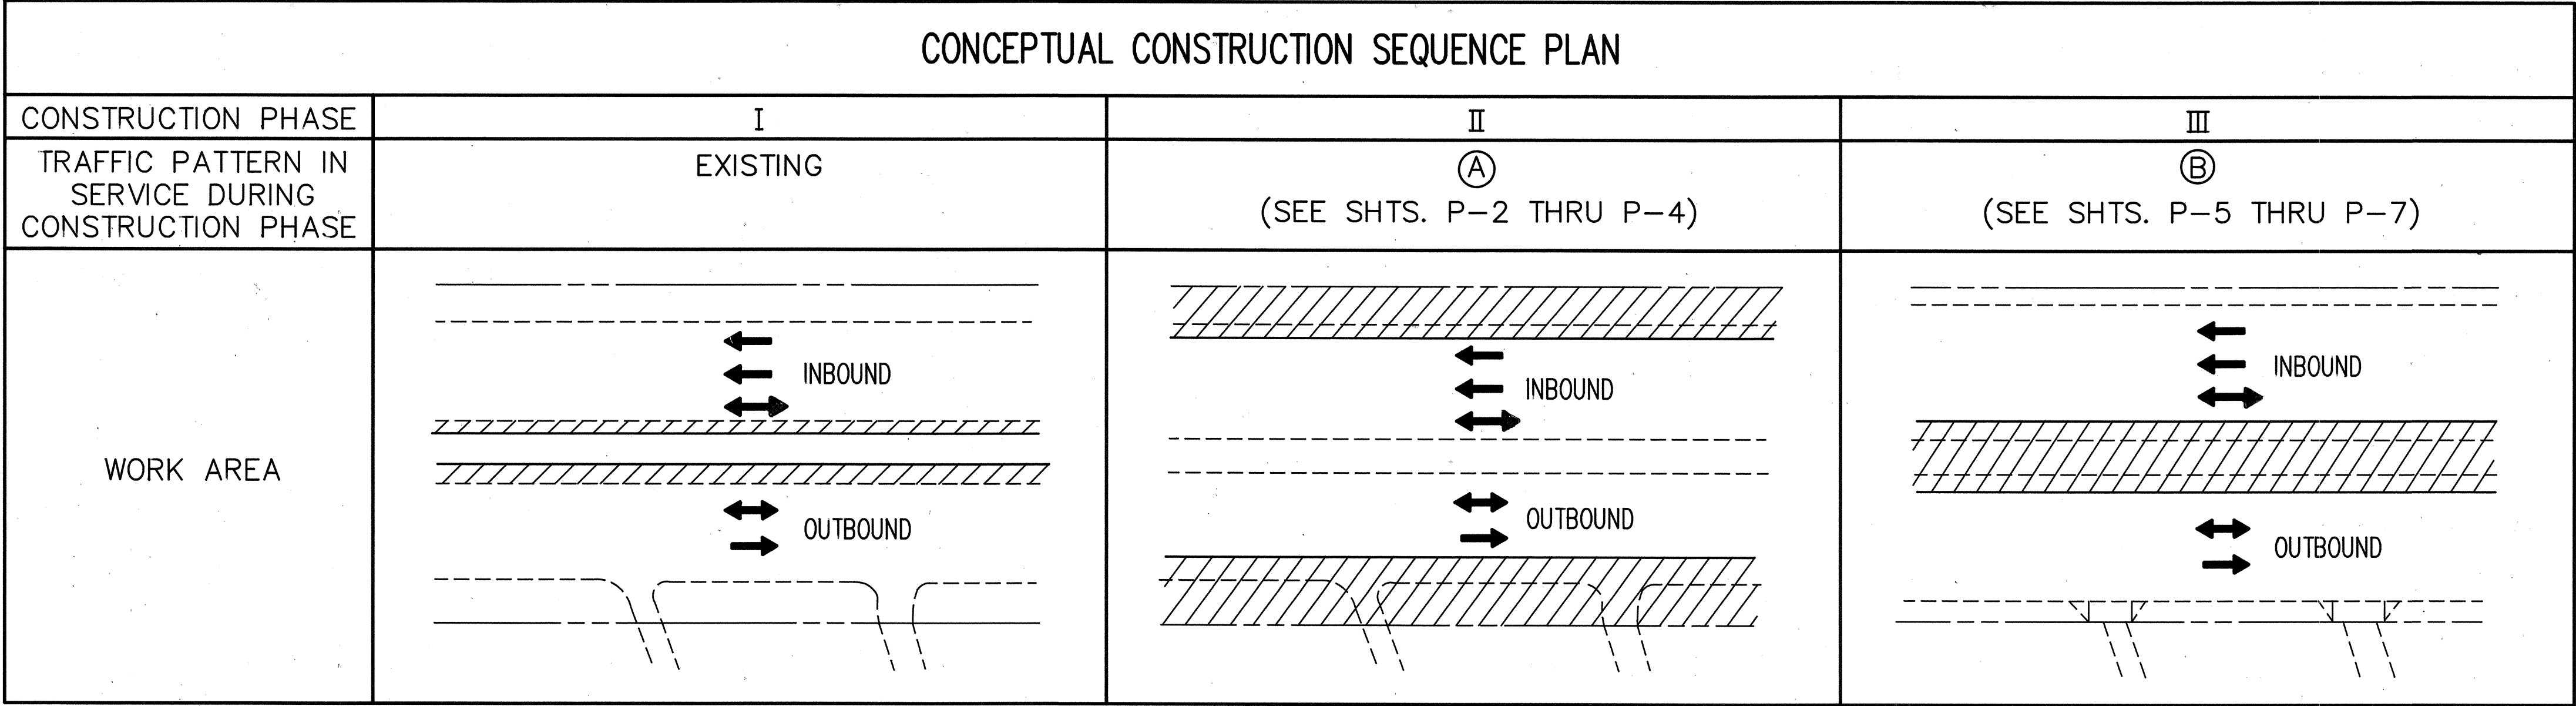 CONCEPTUAL CONSTRUCTION SEQUENCE PLAN
CONSTRUCTION PHASE
I
II
III
TRAFFIC PATTERN IN
SERVICE DURING
CONSTRUCTION PHASE
EXISTING
A
(SEE SHTS. P-2 THRU P-4)
B
(SEE SHTS. P-5 THRU P-7)
WORK AREA
INBOUND
OUTBOUND
INBOUND
OUTBOUND
INBOUND
OUTBOUND